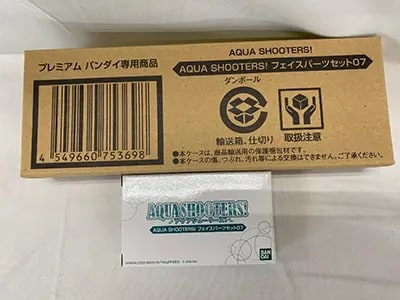 AQUA SHOOTERS!
プレミアム バンダイ専用商品
AQUA SHOOTERS! フェイスパーツセット07
ダンボール
輸送箱、仕切り
取扱注意
4 549660 753698
●本ケースは、商品輸送用の保護梱包材です。
●本ケースの傷、つぶれ、汚れ等による交換はできません。ご了承ください。
AQUASHOOTERS!
AQUA SHOOTERS! フェイスパーツセット07
BAN
DAI